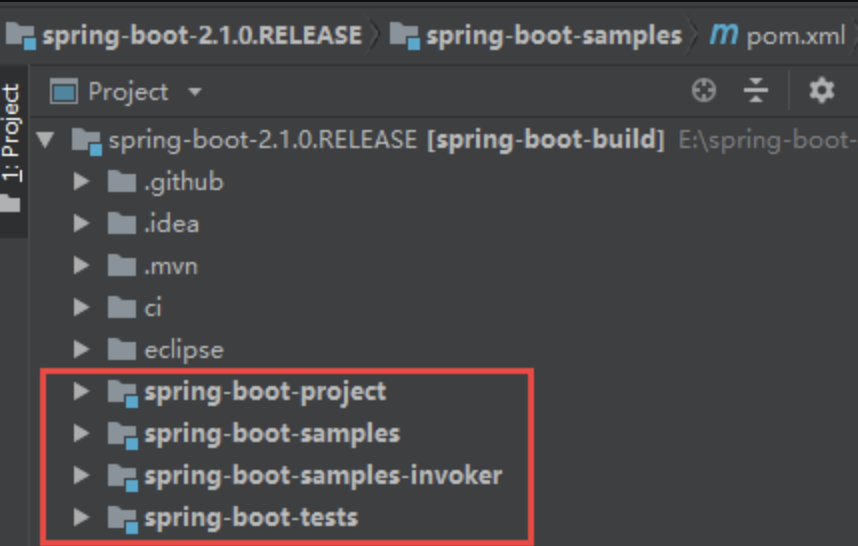 spring-boot-2.1.0.RELEASE spring-boot-samples m pom.xml
1: Project
Project
spring-boot-2.1.0.RELEASE [spring-boot-build] E:\spring-boot-
.github
.idea
.mvn
ci
eclipse
spring-boot-project
spring-boot-samples
spring-boot-samples-invoker
spring-boot-tests